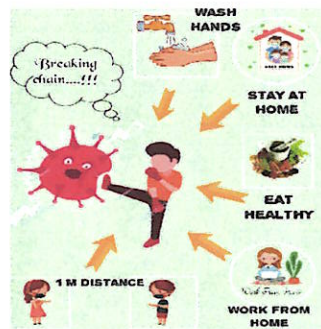 WASH
HANDS
Breaking
chain....!!!
STAY AT
HOME
EAT
HEALTHY
1 M DISTANCE
WORK FROM
HOME